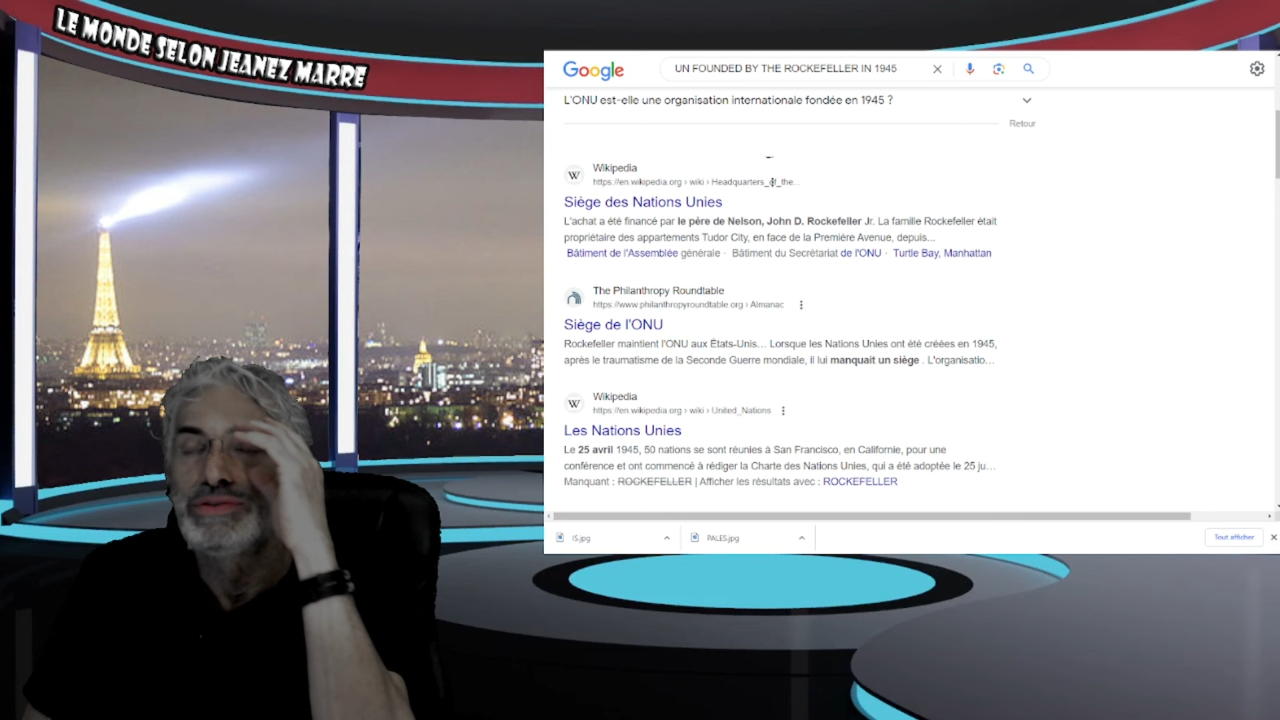 LE MONDE SELON JEANEZ MARRE
Google
UN FOUNDED BY THE ROCKEFELLER IN 1945
L'ONU est-elle une organisation internationale fondée en 1945 ?
Retour
W
Wikipedia
https://en.wikipedia.org › wiki › Headquarters_of_the...
Siège des Nations Unies
L'achat a été financé par le père de Nelson, John D. Rockefeller Jr. La famille Rockefeller était
propriétaire des appartements Tudor City, en face de la Première Avenue, depuis...
Bâtiment de l'Assemblée générale · Bâtiment du Secrétariat de l'ONU · Turtle Bay, Manhattan
The Philanthropy Roundtable
https://www.philanthropyroundtable.org › Almanac
Siège de l'ONU
Rockefeller maintient l'ONU aux États-Unis... Lorsque les Nations Unies ont été créées en 1945,
après le traumatisme de la Seconde Guerre mondiale, il lui manquait un siège . L'organisatio...
W
Wikipedia
https://en.wikipedia.org › wiki › United_Nations
Les Nations Unies
Le 25 avril 1945, 50 nations se sont réunies à San Francisco, en Californie, pour une
conférence et ont commencé à rédiger la Charte des Nations Unies, qui a été adoptée le 25 ju...
Manquant : ROCKEFELLER | Afficher les résultats avec : ROCKEFELLER
IS.jpg
PALES.jpg
Tout afficher